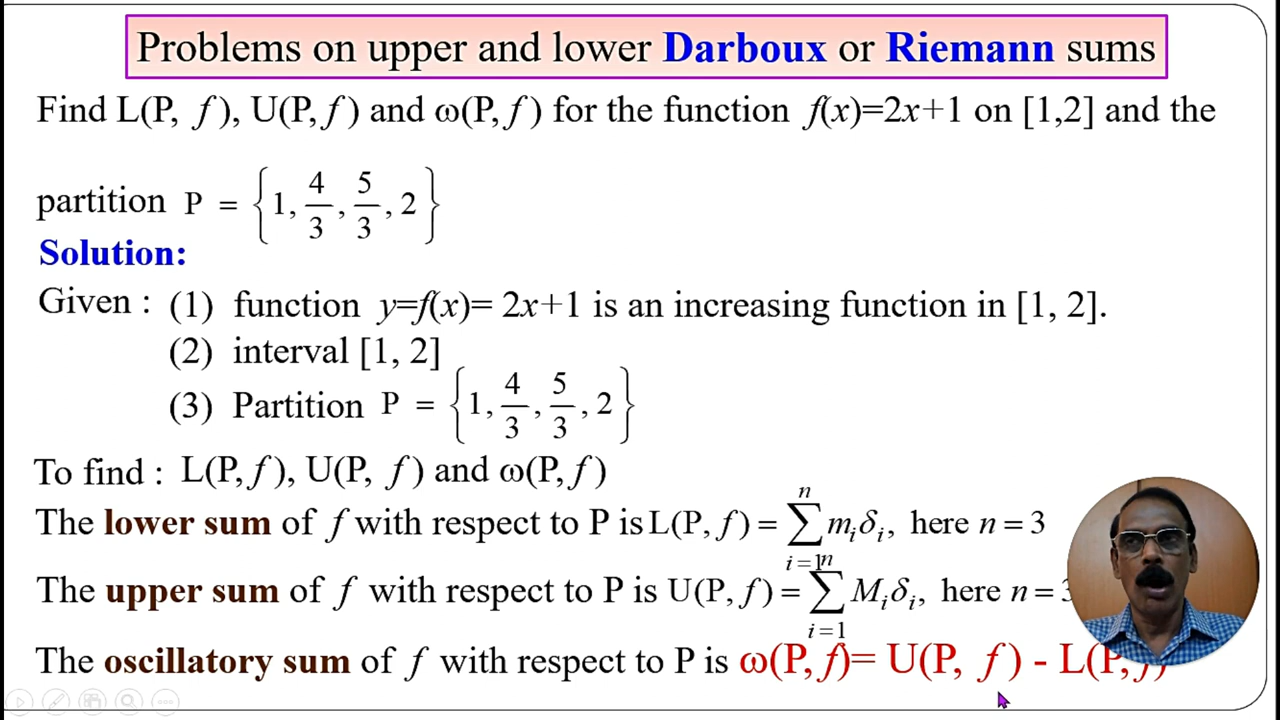 Problems on upper and lower Darboux or Riemann sums
Find L(P, f), U(P, f) and ω(P, f) for the function f(x)=2x+1 on [1,2] and the
partition P = {1, 4/3, 5/3, 2}
Solution:
Given : (1) function y=f(x)= 2x+1 is an increasing function in [1, 2].
(2) interval [1, 2]
(3) Partition P = {1, 4/3, 5/3, 2}
To find : L(P, f), U(P, f) and ω(P, f)
The lower sum of f with respect to P is L(P, f) = ∑_{i=1}^{n} m_i δ_i, here n = 3
The upper sum of f with respect to P is U(P, f) = ∑_{i=1}^{n} M_i δ_i, here n = 3
The oscillatory sum of f with respect to P is ω(P, f)= U(P, f) - L(P, f)